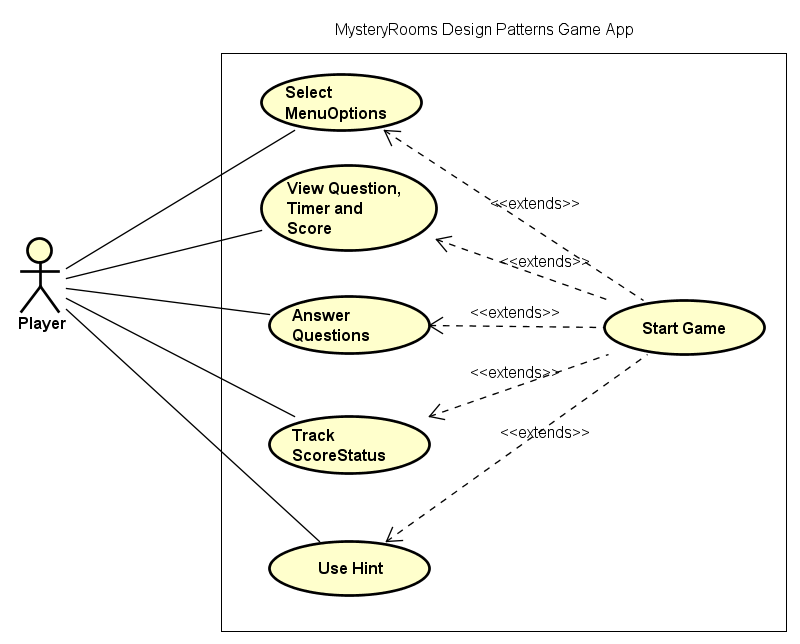 MysteryRooms Design Patterns Game App
Select
MenuOptions
View Question,
Timer and
Score
Answer
Questions
Track
ScoreStatus
Use Hint
Player
<<extends>>
<<extends>>
<<extends>>
<<extends>>
<<extends>>
Start Game